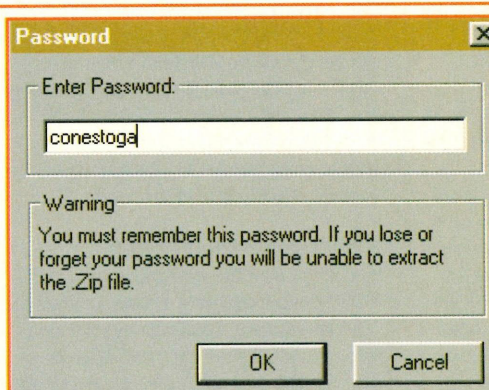 Password
Enter Password:
conestoga
Warning
You must remember this password. If you lose or
forget your password you will be unable to extract
the .Zip file.
OK
Cancel